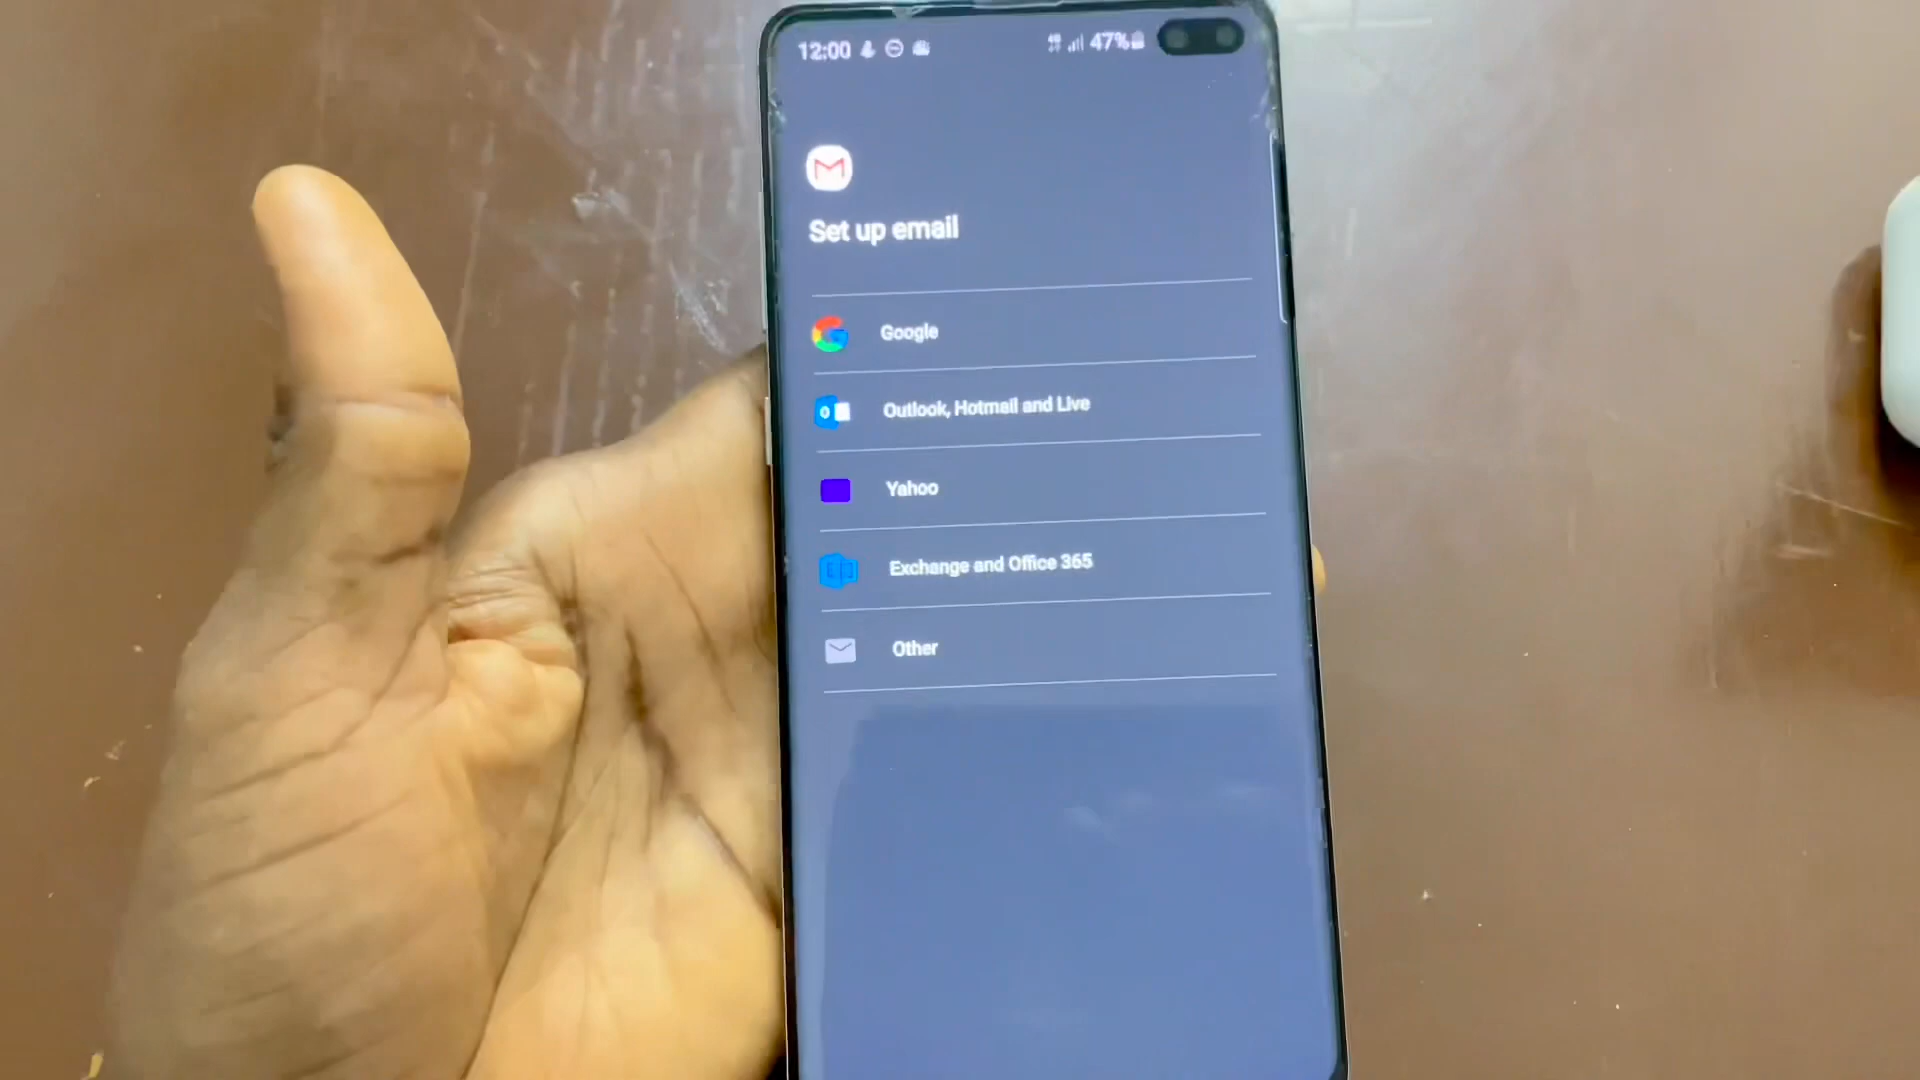 12:00 47%
Set up email
Google
Outlook, Hotmail and Live
Yahoo
Exchange and Office 365
Other